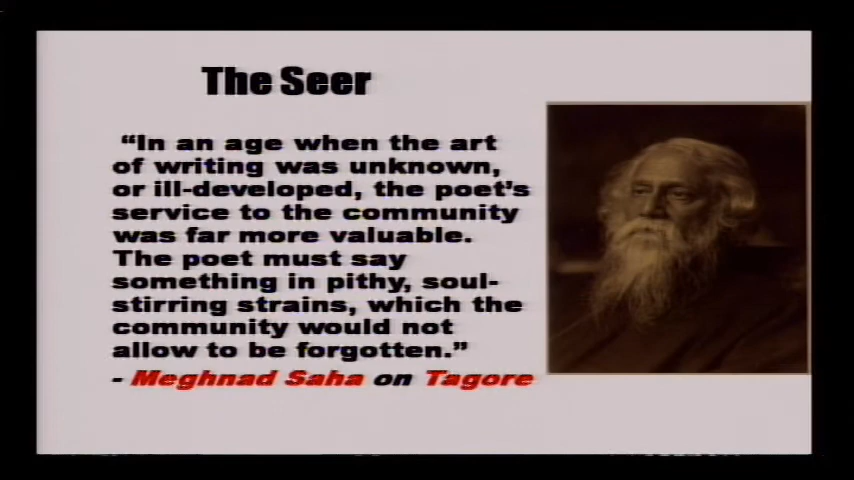 The Seer
“In an age when the art
of writing was unknown,
or ill-developed, the poet’s
service to the community
was far more valuable.
The poet must say
something in pithy, soul-
stirring strains, which the
community would not
allow to be forgotten.”
- Meghnad Saha on Tagore